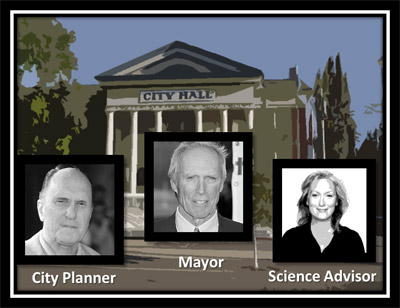 CITY HALL
City Planner
Mayor
Science Advisor